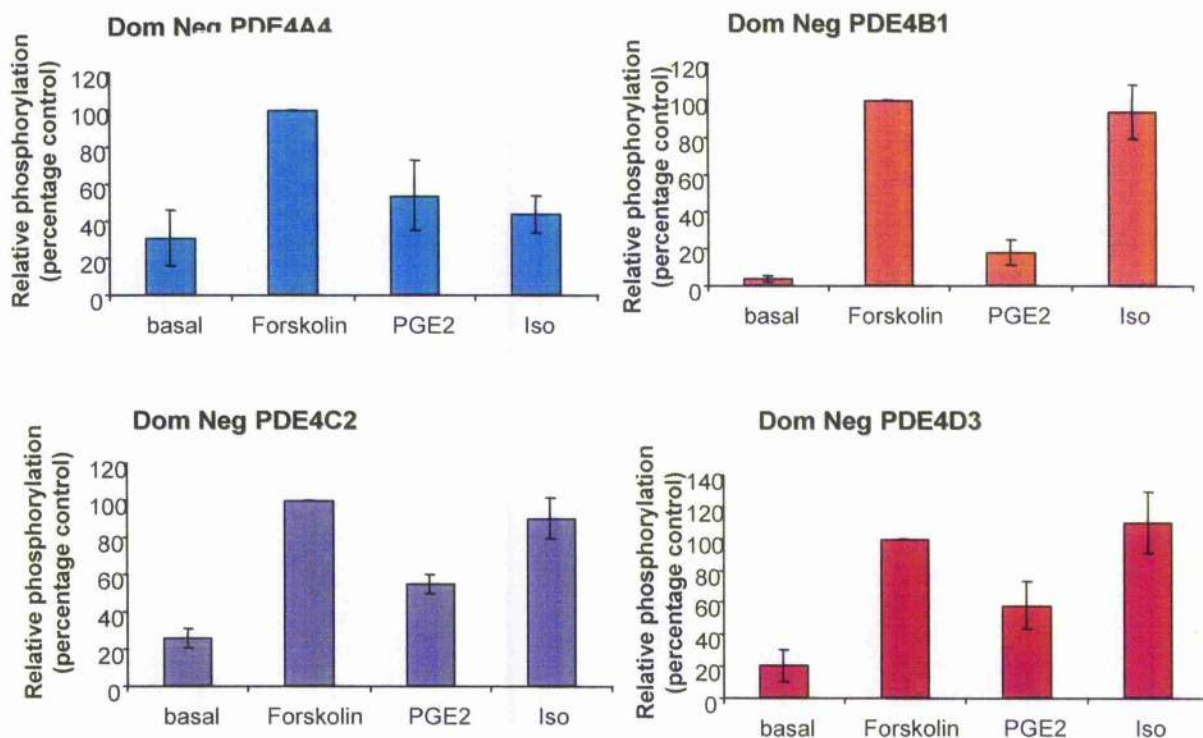 Dom Neg PDE4A4
Relative phosphorylation
(percentage control)
120
100
80
60
40
20
0
basal Forskolin PGE2 Iso
Dom Neg PDE4B1
Relative phosphorylation
(percentage control)
120
100
80
60
40
20
0
basal Forskolin PGE2 Iso
Dom Neg PDE4C2
Relative phosphorylation
(percentage control)
120
100
80
60
40
20
0
basal Forskolin PGE2 Iso
Dom Neg PDE4D3
Relative phosphorylation
(percentage control)
140
120
100
80
60
40
20
0
basal Forskolin PGE2 Iso